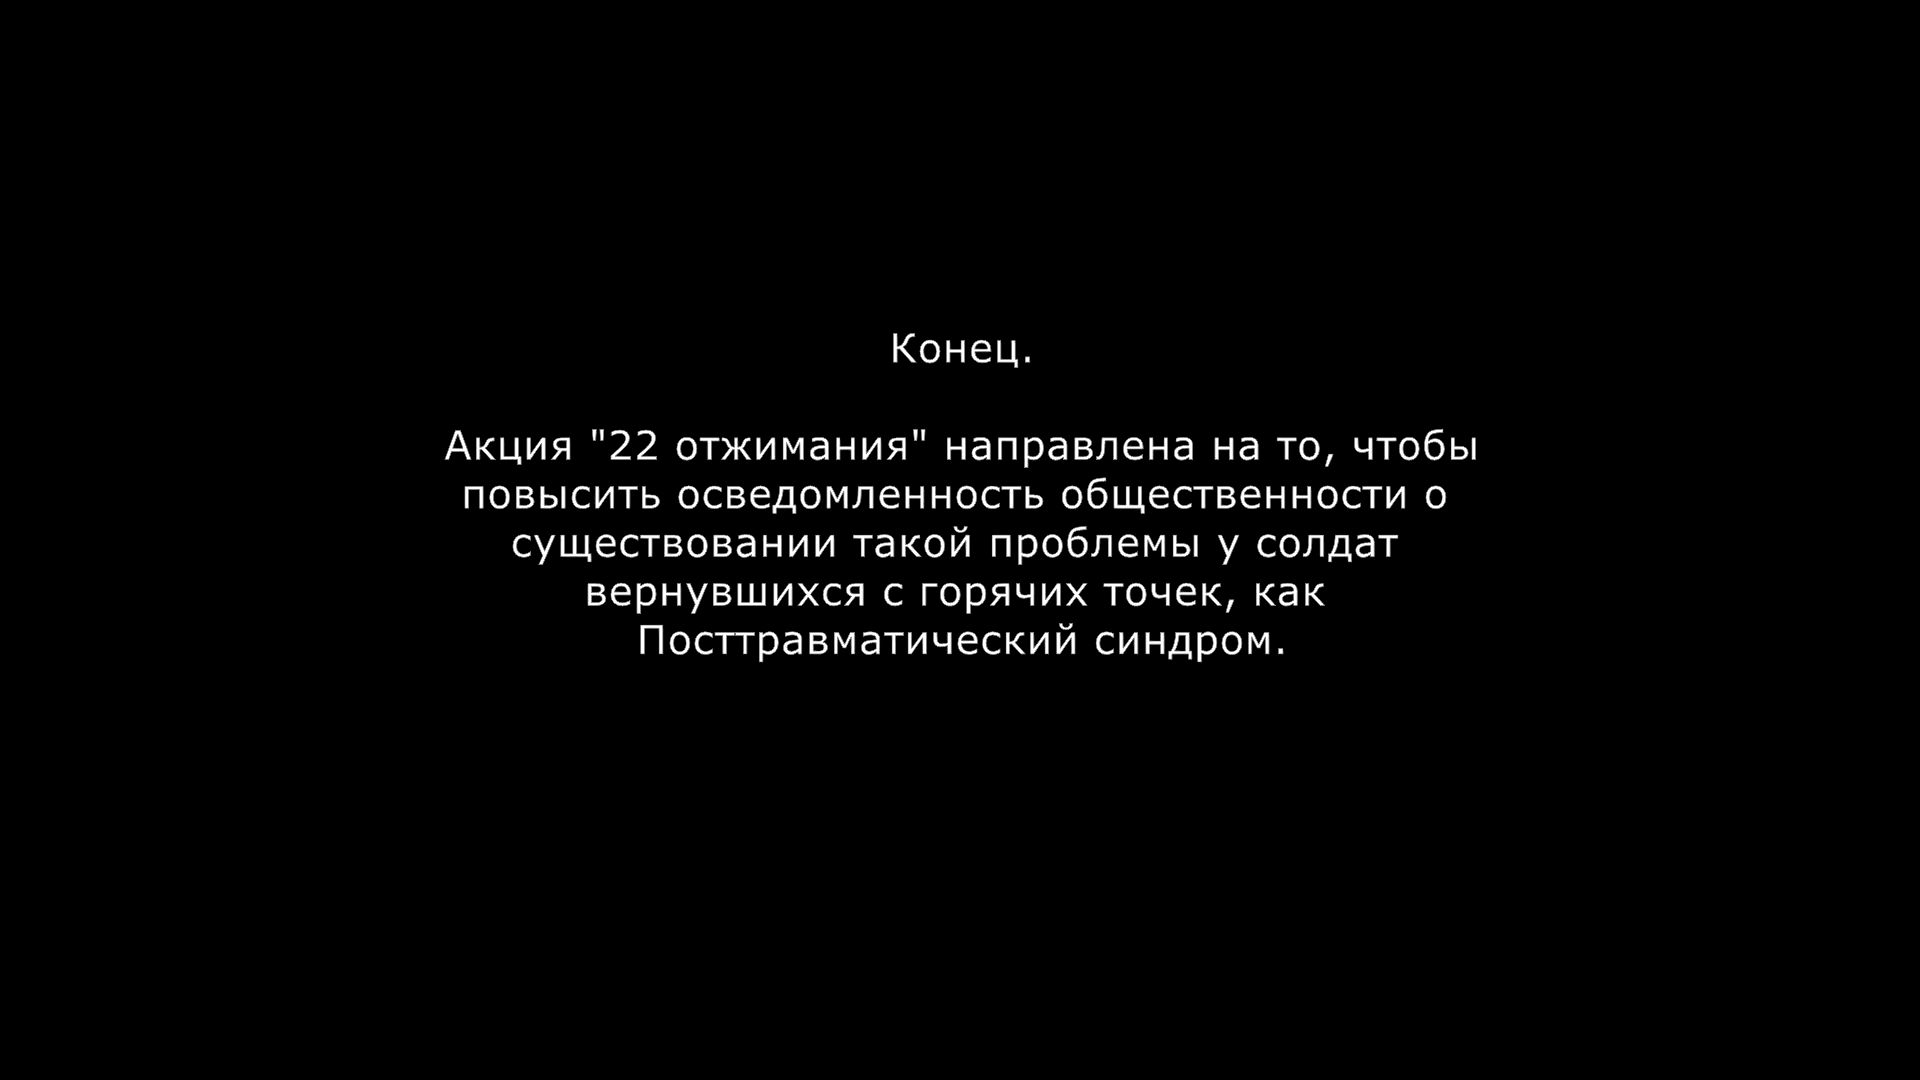 Конец.
Акция "22 отжимания" направлена на то, чтобы
повысить осведомленность общественности о
существовании такой проблемы у солдат
вернувшихся с горячих точек, как
Посттравматический синдром.